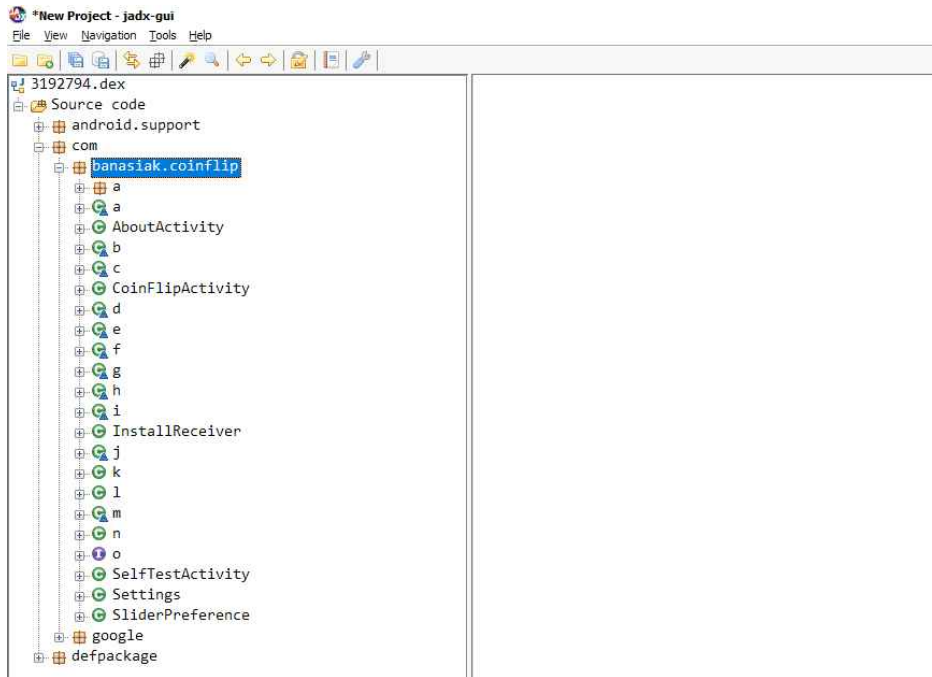 *New Project - jadx-gui
File View Navigation Tools Help
3192794.dex
Source code
android.support
com
banasiak.coinflip
a
a
AboutActivity
b
c
CoinFlipActivity
d
e
f
g
h
i
InstallReceiver
j
k
l
m
n
o
SelfTestActivity
Settings
SliderPreference
google
defpackage